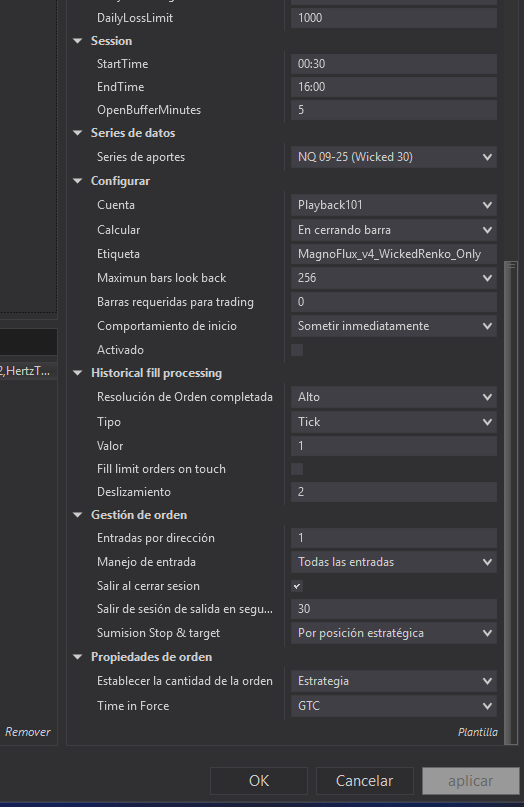 DailyLossLimit 1000
Session
StartTime 00:30
EndTime 16:00
OpenBufferMinutes 5
Series de datos
Series de aportes NQ 09-25 (Wicked 30)
Configurar
Cuenta Playback101
Calcular En cerrando barra
Etiqueta MagnoFlux_v4_WickedRenko_Only
Maximun bars look back 256
Barras requeridas para trading 0
Comportamiento de inicio Someter inmediatamente
Activado
2,HertzT...
Historical fill processing
Resolución de Orden completada Alto
Tipo Tick
Valor 1
Fill limit orders on touch
Deslizamiento 2
Gestión de orden
Entradas por dirección 1
Manejo de entrada Todas las entradas
Salir al cerrar sesion
Salir de sesión de salida en segu... 30
Sumision Stop & target Por posición estratégica
Propiedades de orden
Establecer la cantidad de la orden Estrategia
Time in Force GTC
Remover Plantilla
OK Cancelar aplicar